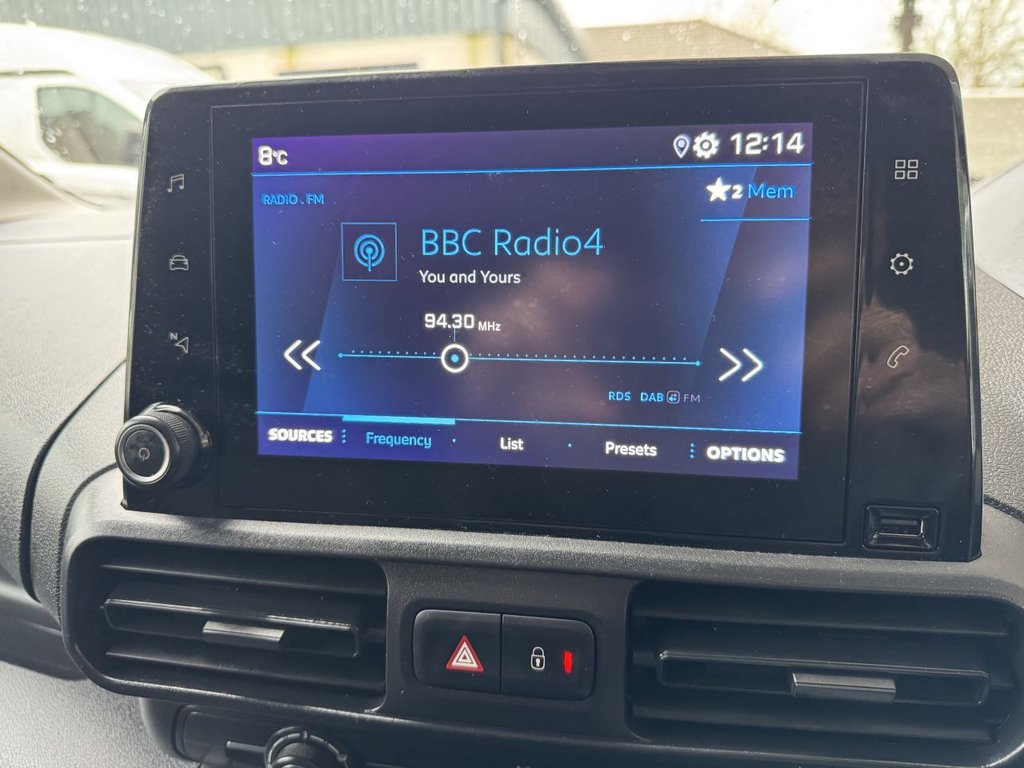 8°C
12:14
RADIO . FM
2 Mem
BBC Radio4
You and Yours
94.30 MHz
RDS DAB FM
SOURCES Frequency List Presets OPTIONS
N